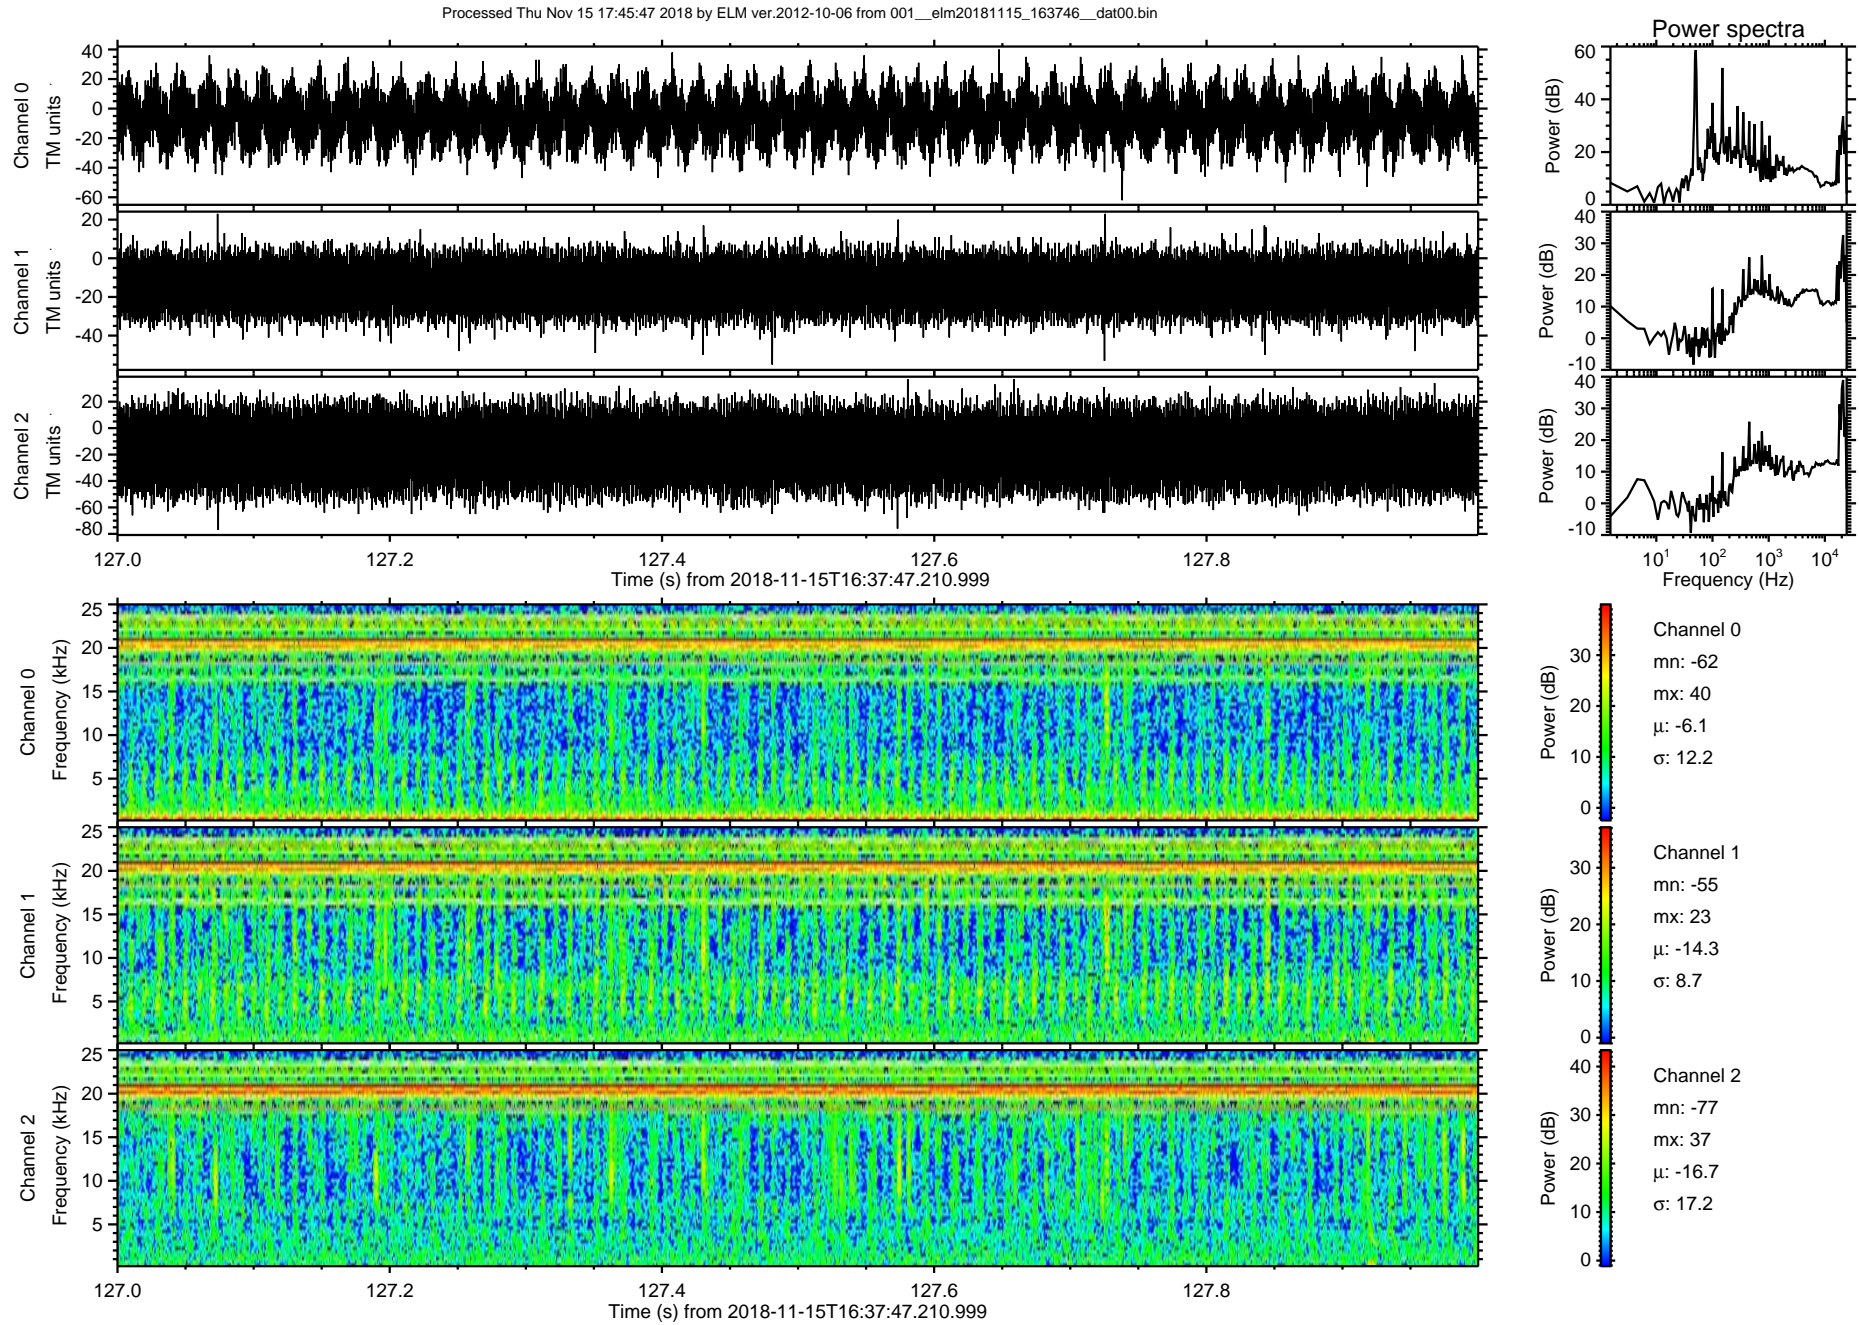 Processed Thu Nov 15 17:45:47 2018 by ELM ver.2012-10-06 from 001__elm20181115_163746__dat00.bin
Power spectra
Channel 0
TM units
40
20
0
-20
-40
-60
Power (dB)
60
40
20
0
Channel 1
TM units
20
0
-20
-40
Power (dB)
40
30
20
10
0
-10
Channel 2
TM units
20
0
-20
-40
-60
-80
Power (dB)
40
30
20
10
0
-10
127.0 127.2 127.4 127.6 127.8
Time (s) from 2018-11-15T16:37:47.210.999
10¹ 10² 10³ 10⁴
Frequency (Hz)
Channel 0
Frequency (kHz)
25
20
15
10
5
Power (dB)
30
20
10
0
Channel 0
mn: -62
mx: 40
μ: -6.1
σ: 12.2
Channel 1
Frequency (kHz)
25
20
15
10
5
Power (dB)
30
20
10
0
Channel 1
mn: -55
mx: 23
μ: -14.3
σ: 8.7
Channel 2
Frequency (kHz)
25
20
15
10
5
Power (dB)
40
30
20
10
0
Channel 2
mn: -77
mx: 37
μ: -16.7
σ: 17.2
127.0 127.2 127.4 127.6 127.8
Time (s) from 2018-11-15T16:37:47.210.999